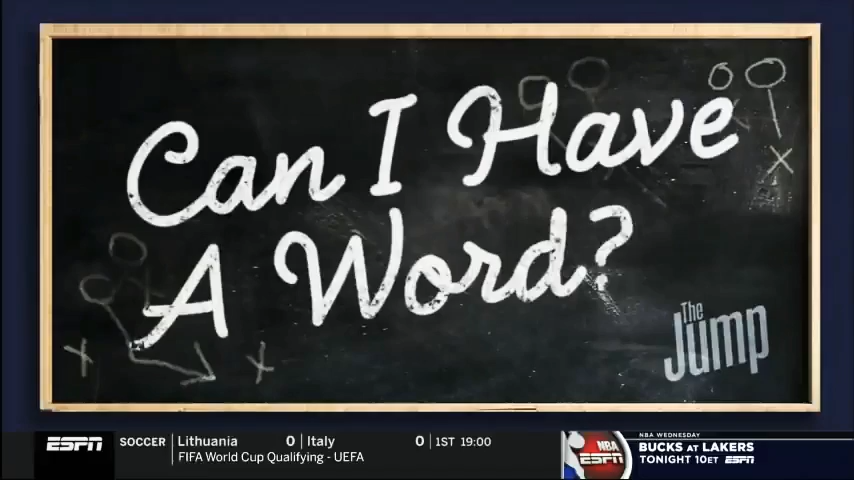 Can I Have
A Word?
The
Jump
ESPN
SOCCER
Lithuania 0 Italy 0 1ST 19:00
FIFA World Cup Qualifying - UEFA
NBA
ESPN
NBA WEDNESDAY
BUCKS AT LAKERS
TONIGHT 10ET ESPN